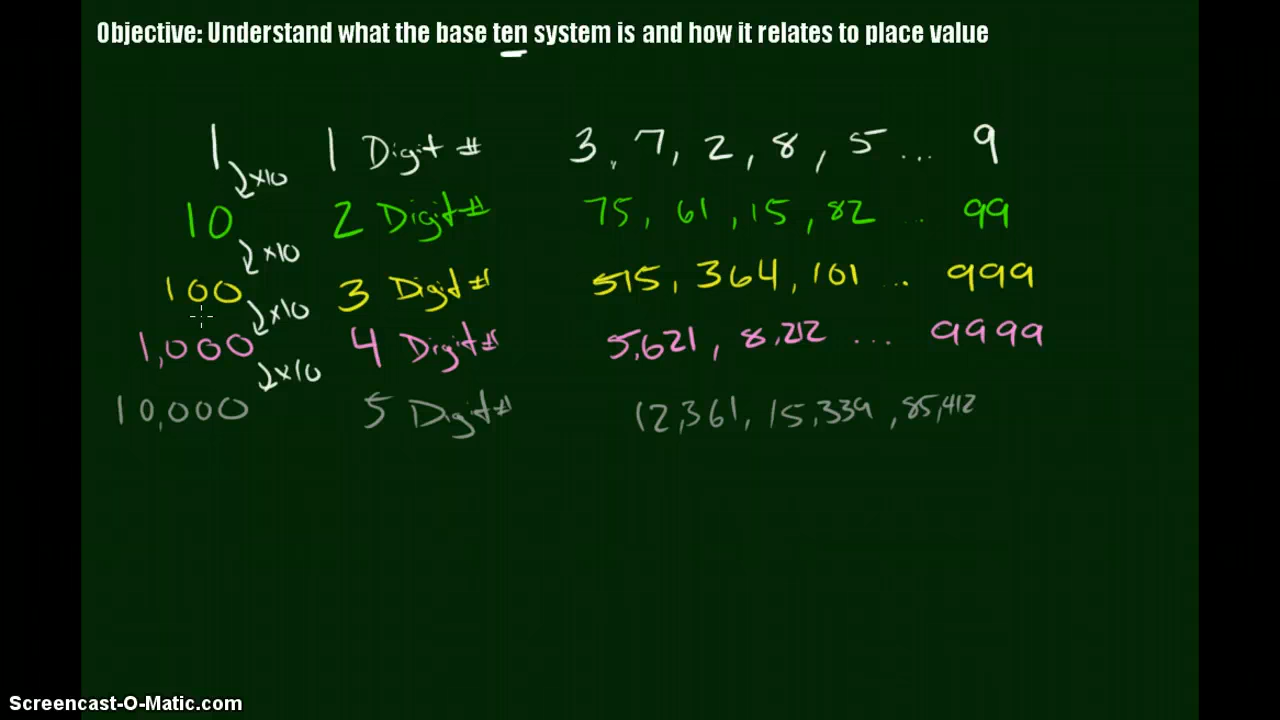 Objective: Understand what the base ten system is and how it relates to place value
1 1 Digit # 3, 7, 2, 8, 5 ... 9
×10
10 2 Digit # 75, 61, 15, 82 ... 99
×10
100 3 Digit # 515, 364, 101 ... 999
×10
1,000 4 Digit # 5,621, 8,212 ... 9999
×10
10,000 5 Digit # 12,361, 15,339, 85,412
Screencast-O-Matic.com